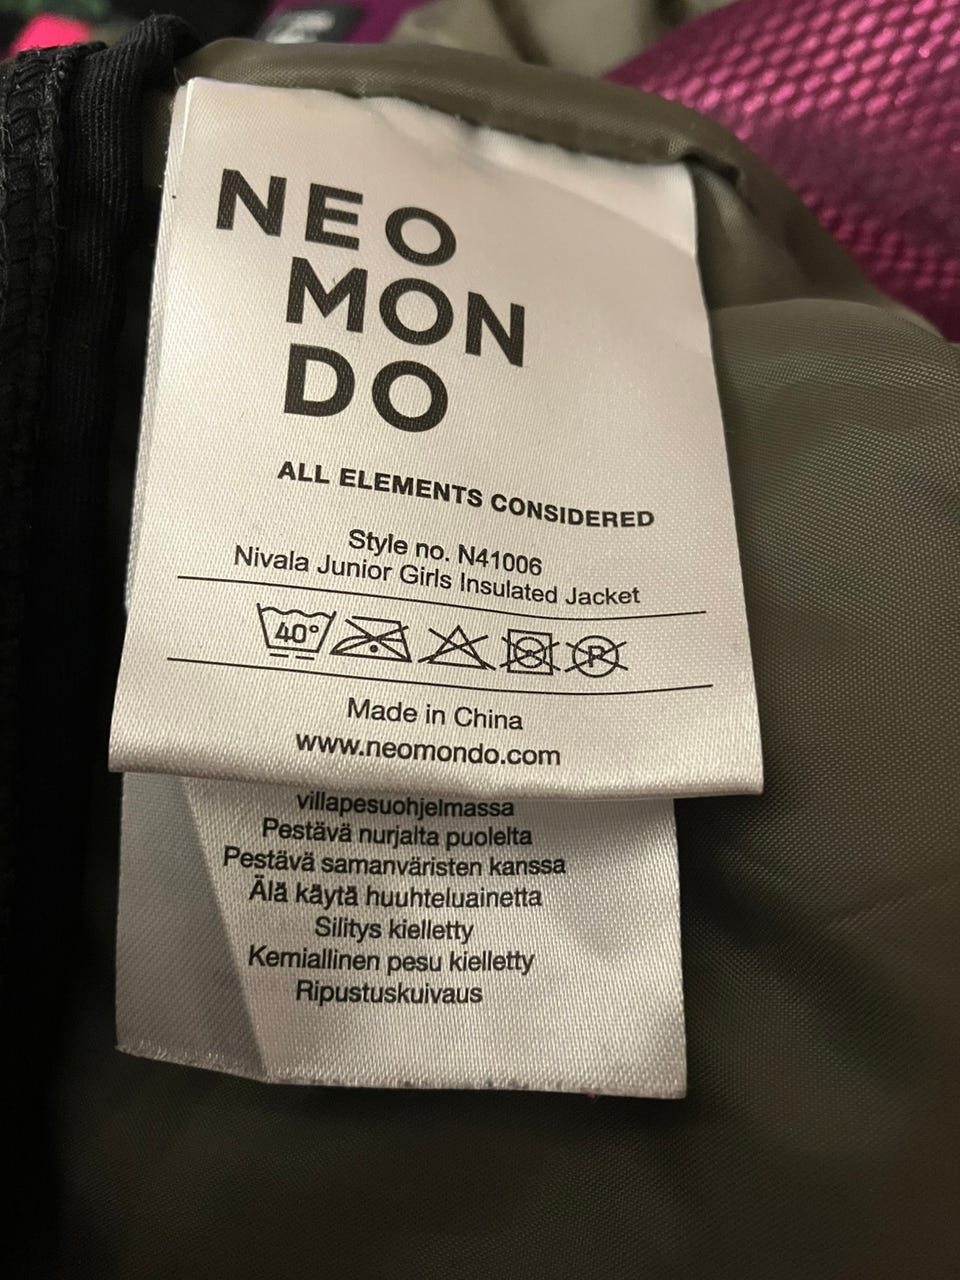 NEO
MON
DO
ALL ELEMENTS CONSIDERED
Style no. N41006
Nivala Junior Girls Insulated Jacket
40°
P
Made in China
www.neomondo.com
villapesuohjelmassa
Pestävä nurjalta puolelta
Pestävä samanväristen kanssa
Älä käytä huuhteluainetta
Silitys kielletty
Kemiallinen pesu kielletty
Ripustuskuivaus